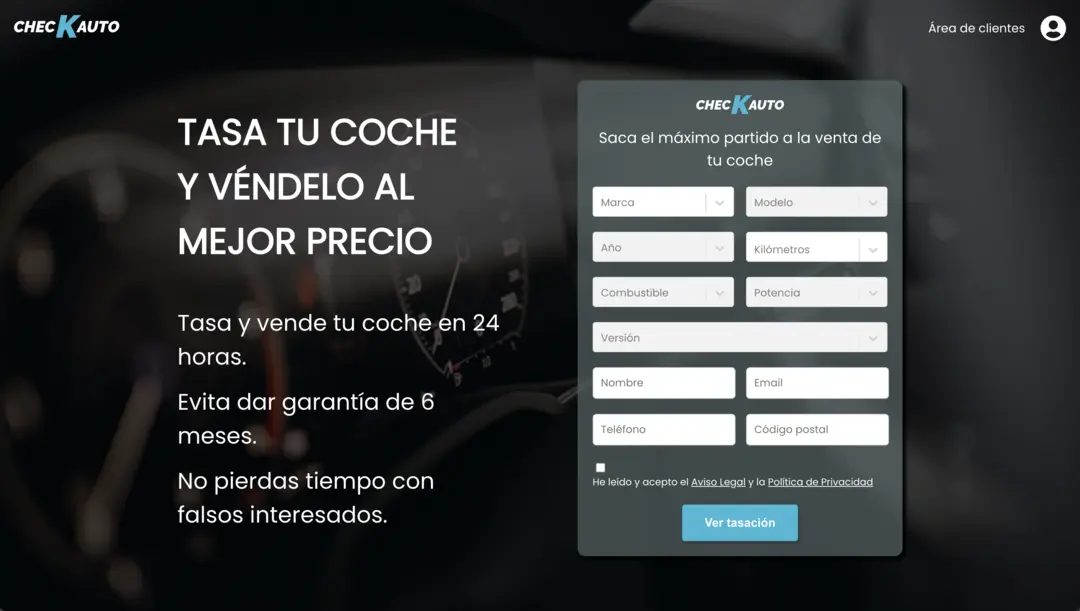 CHECKAUTO
Área de clientes
TASA TU COCHE
Y VÉNDELO AL
MEJOR PRECIO
Tasa y vende tu coche en 24
horas.
Evita dar garantía de 6
meses.
No pierdas tiempo con
falsos interesados.
CHECKAUTO
Saca el máximo partido a la venta de
tu coche
Marca
Modelo
Año
Kilómetros
Combustible
Potencia
Versión
Nombre
Email
Teléfono
Código postal
He leído y acepto el Aviso Legal y la Política de Privacidad
Ver tasación